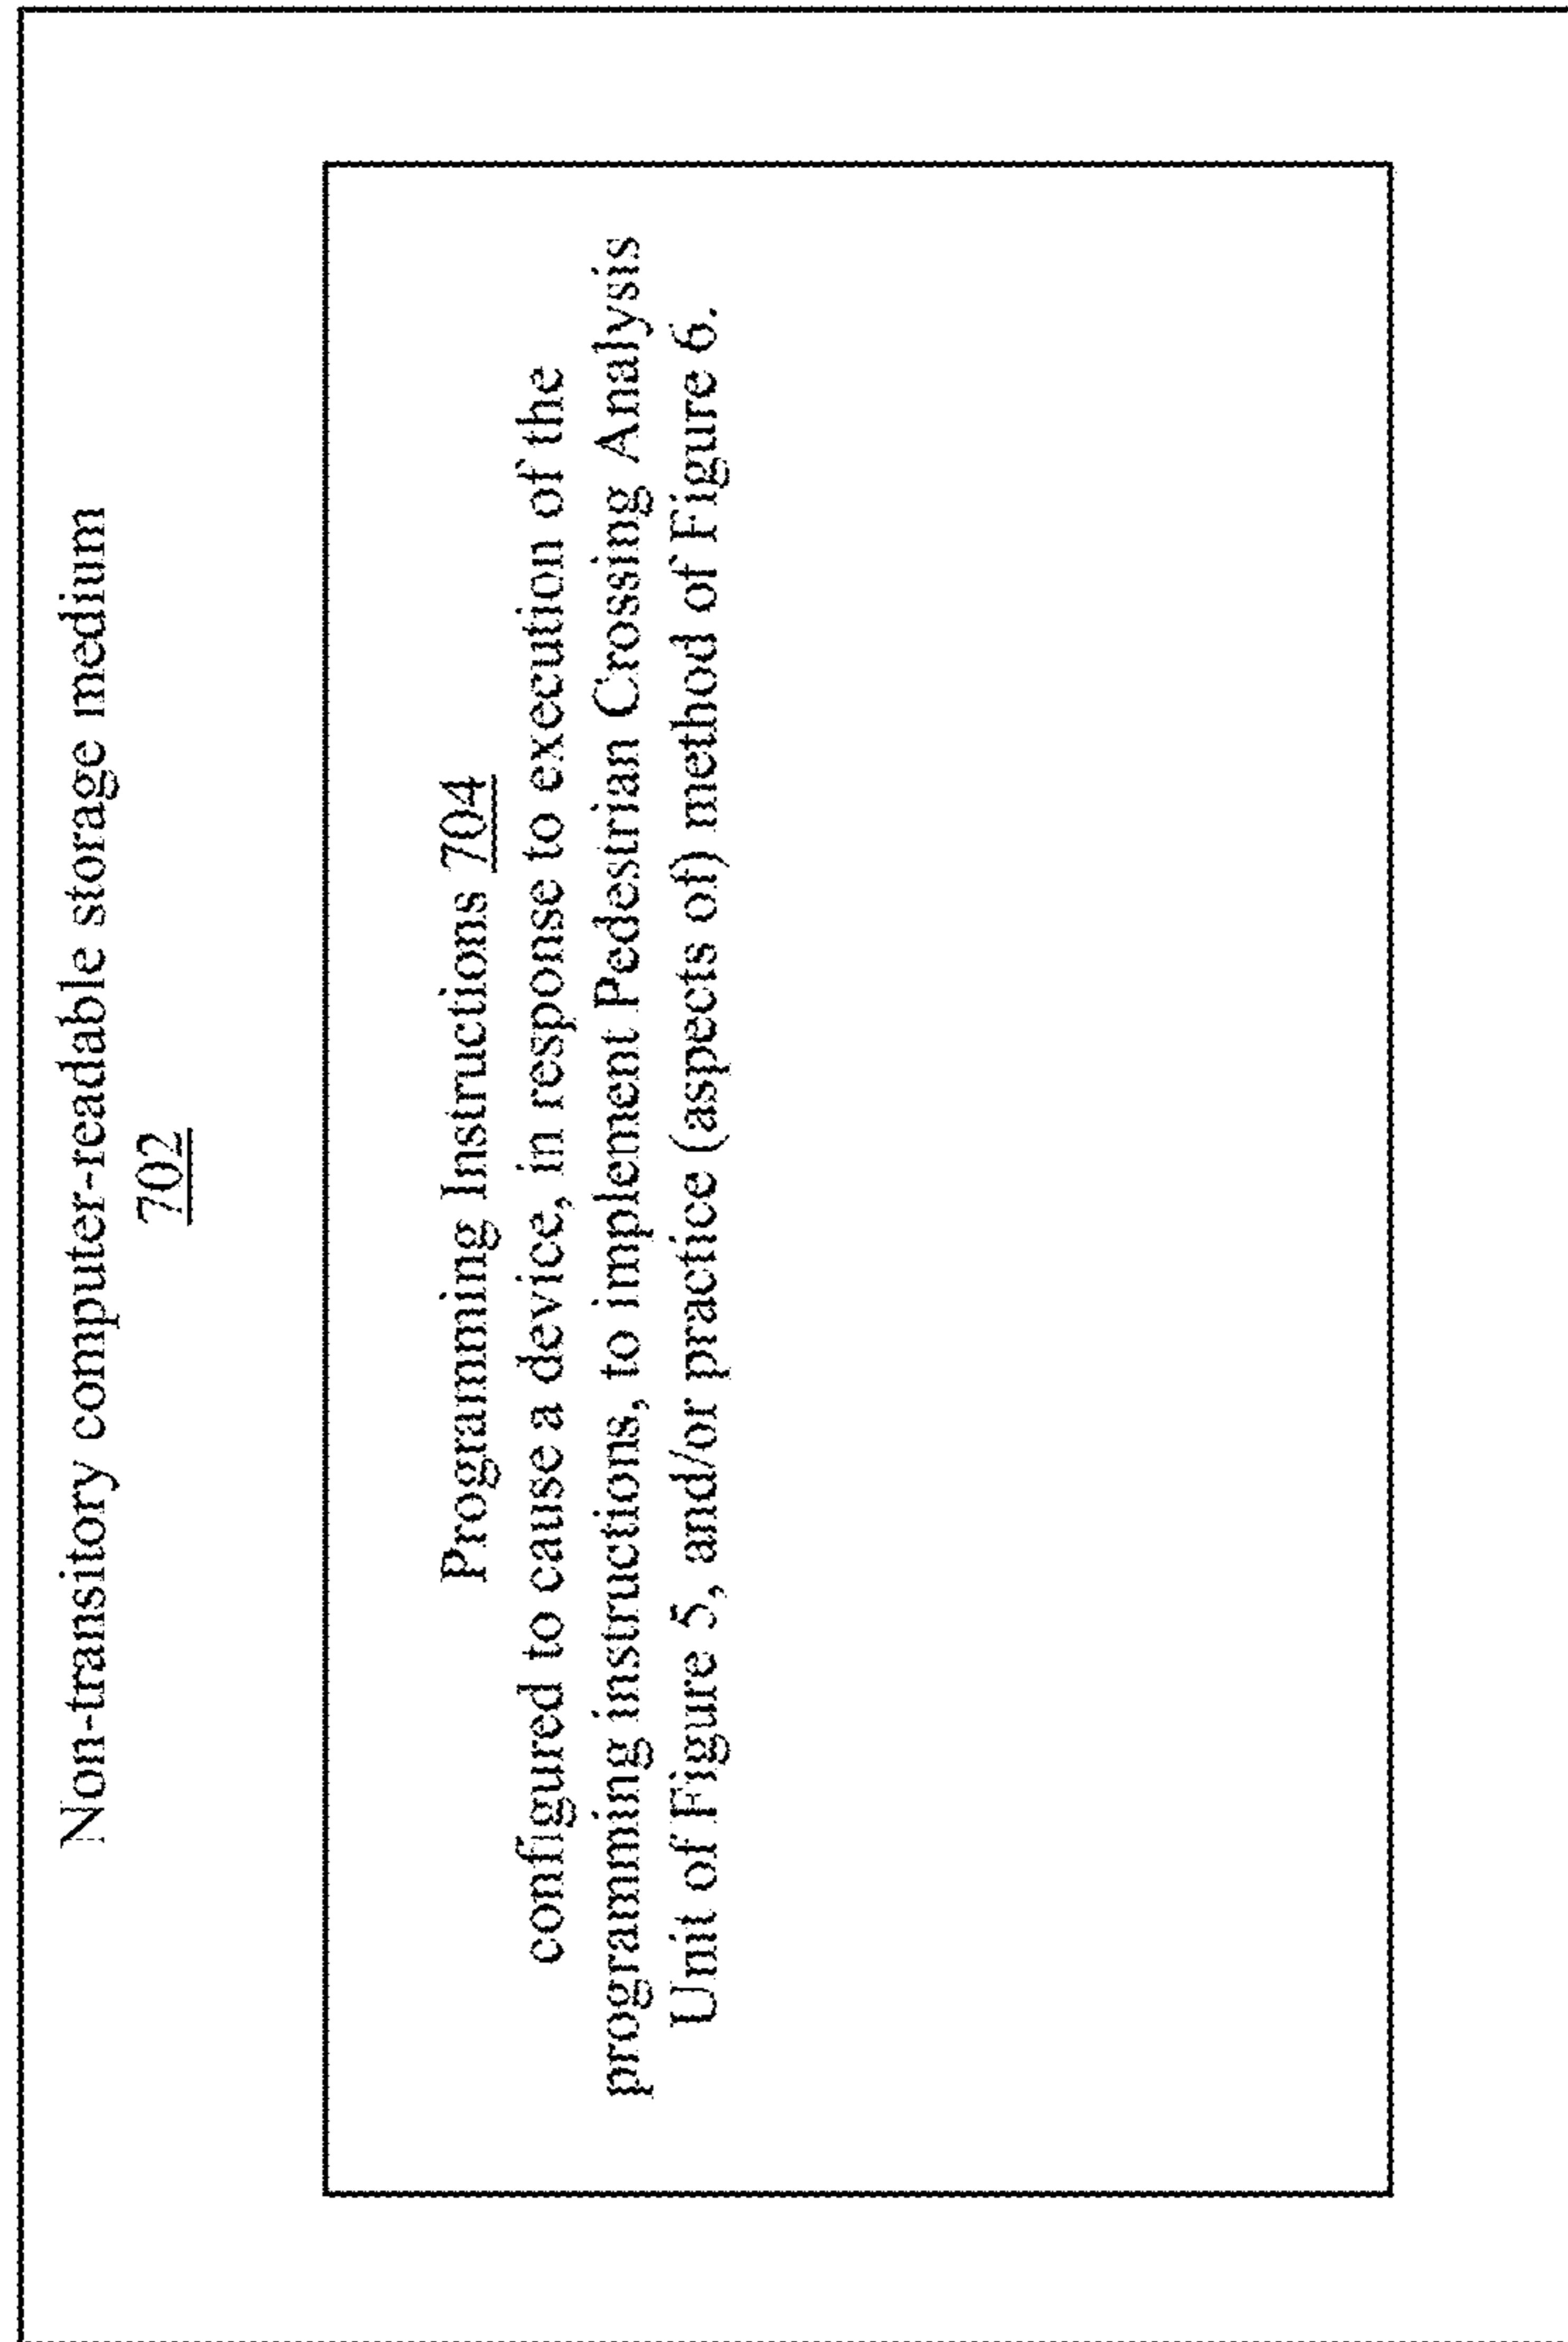 Non-transitory computer-readable storage medium
702
Programming Instructions 704
configured to cause a device, in response to execution of the
programming instructions, to implement Pedestrian Crossing Analysis
Unit of Figure 5, and/or practice (aspects of) method of Figure 6.